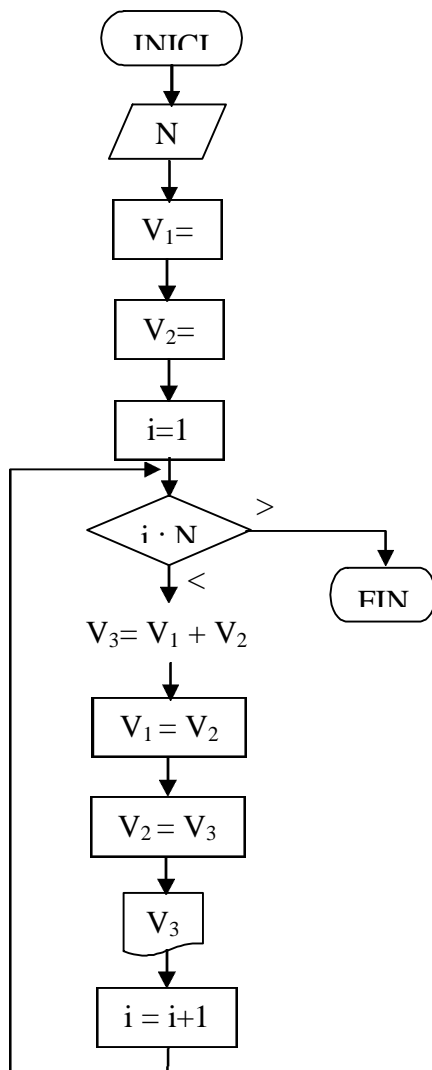 INICI
N
V₁=
V₂=
i=1
i : N
>
<
FIN
V₃= V₁ + V₂
V₁ = V₂
V₂ = V₃
V₃
i = i+1